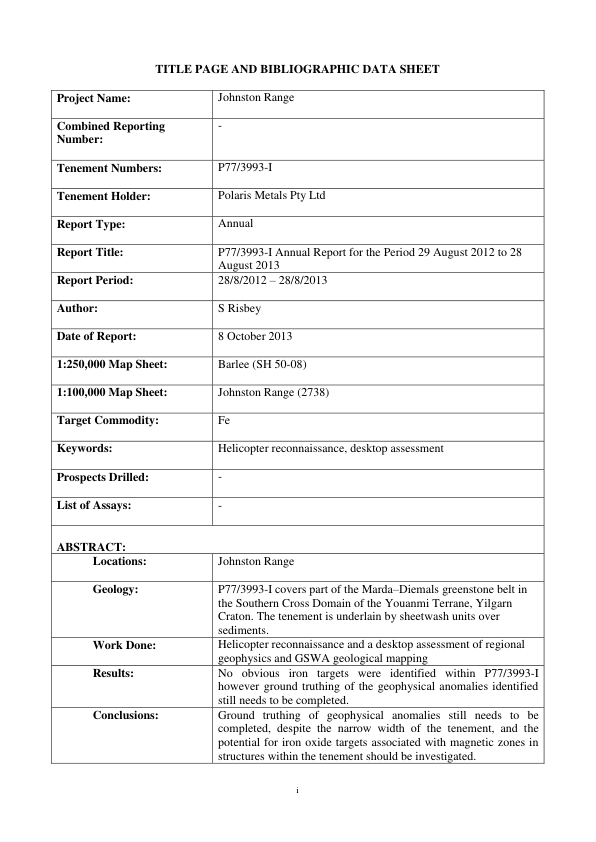 TITLE PAGE AND BIBLIOGRAPHIC DATA SHEET
Project Name: Johnston Range
Combined Reporting -
Number:
Tenement Numbers: P77/3993-I
Tenement Holder: Polaris Metals Pty Ltd
Report Type: Annual
Report Title: P77/3993-I Annual Report for the Period 29 August 2012 to 28
August 2013
Report Period: 28/8/2012 – 28/8/2013
Author: S Risbey
Date of Report: 8 October 2013
1:250,000 Map Sheet: Barlee (SH 50-08)
1:100,000 Map Sheet: Johnston Range (2738)
Target Commodity: Fe
Keywords: Helicopter reconnaissance, desktop assessment
Prospects Drilled: -
List of Assays: -
ABSTRACT:
Locations: Johnston Range
Geology: P77/3993-I covers part of the Marda–Diemals greenstone belt in
the Southern Cross Domain of the Youanmi Terrane, Yilgarn
Craton. The tenement is underlain by sheetwash units over
sediments.
Work Done: Helicopter reconnaissance and a desktop assessment of regional
geophysics and GSWA geological mapping
Results: No obvious iron targets were identified within P77/3993-I
however ground truthing of the geophysical anomalies identified
still needs to be completed.
Conclusions: Ground truthing of geophysical anomalies still needs to be
completed, despite the narrow width of the tenement, and the
potential for iron oxide targets associated with magnetic zones in
structures within the tenement should be investigated.
i